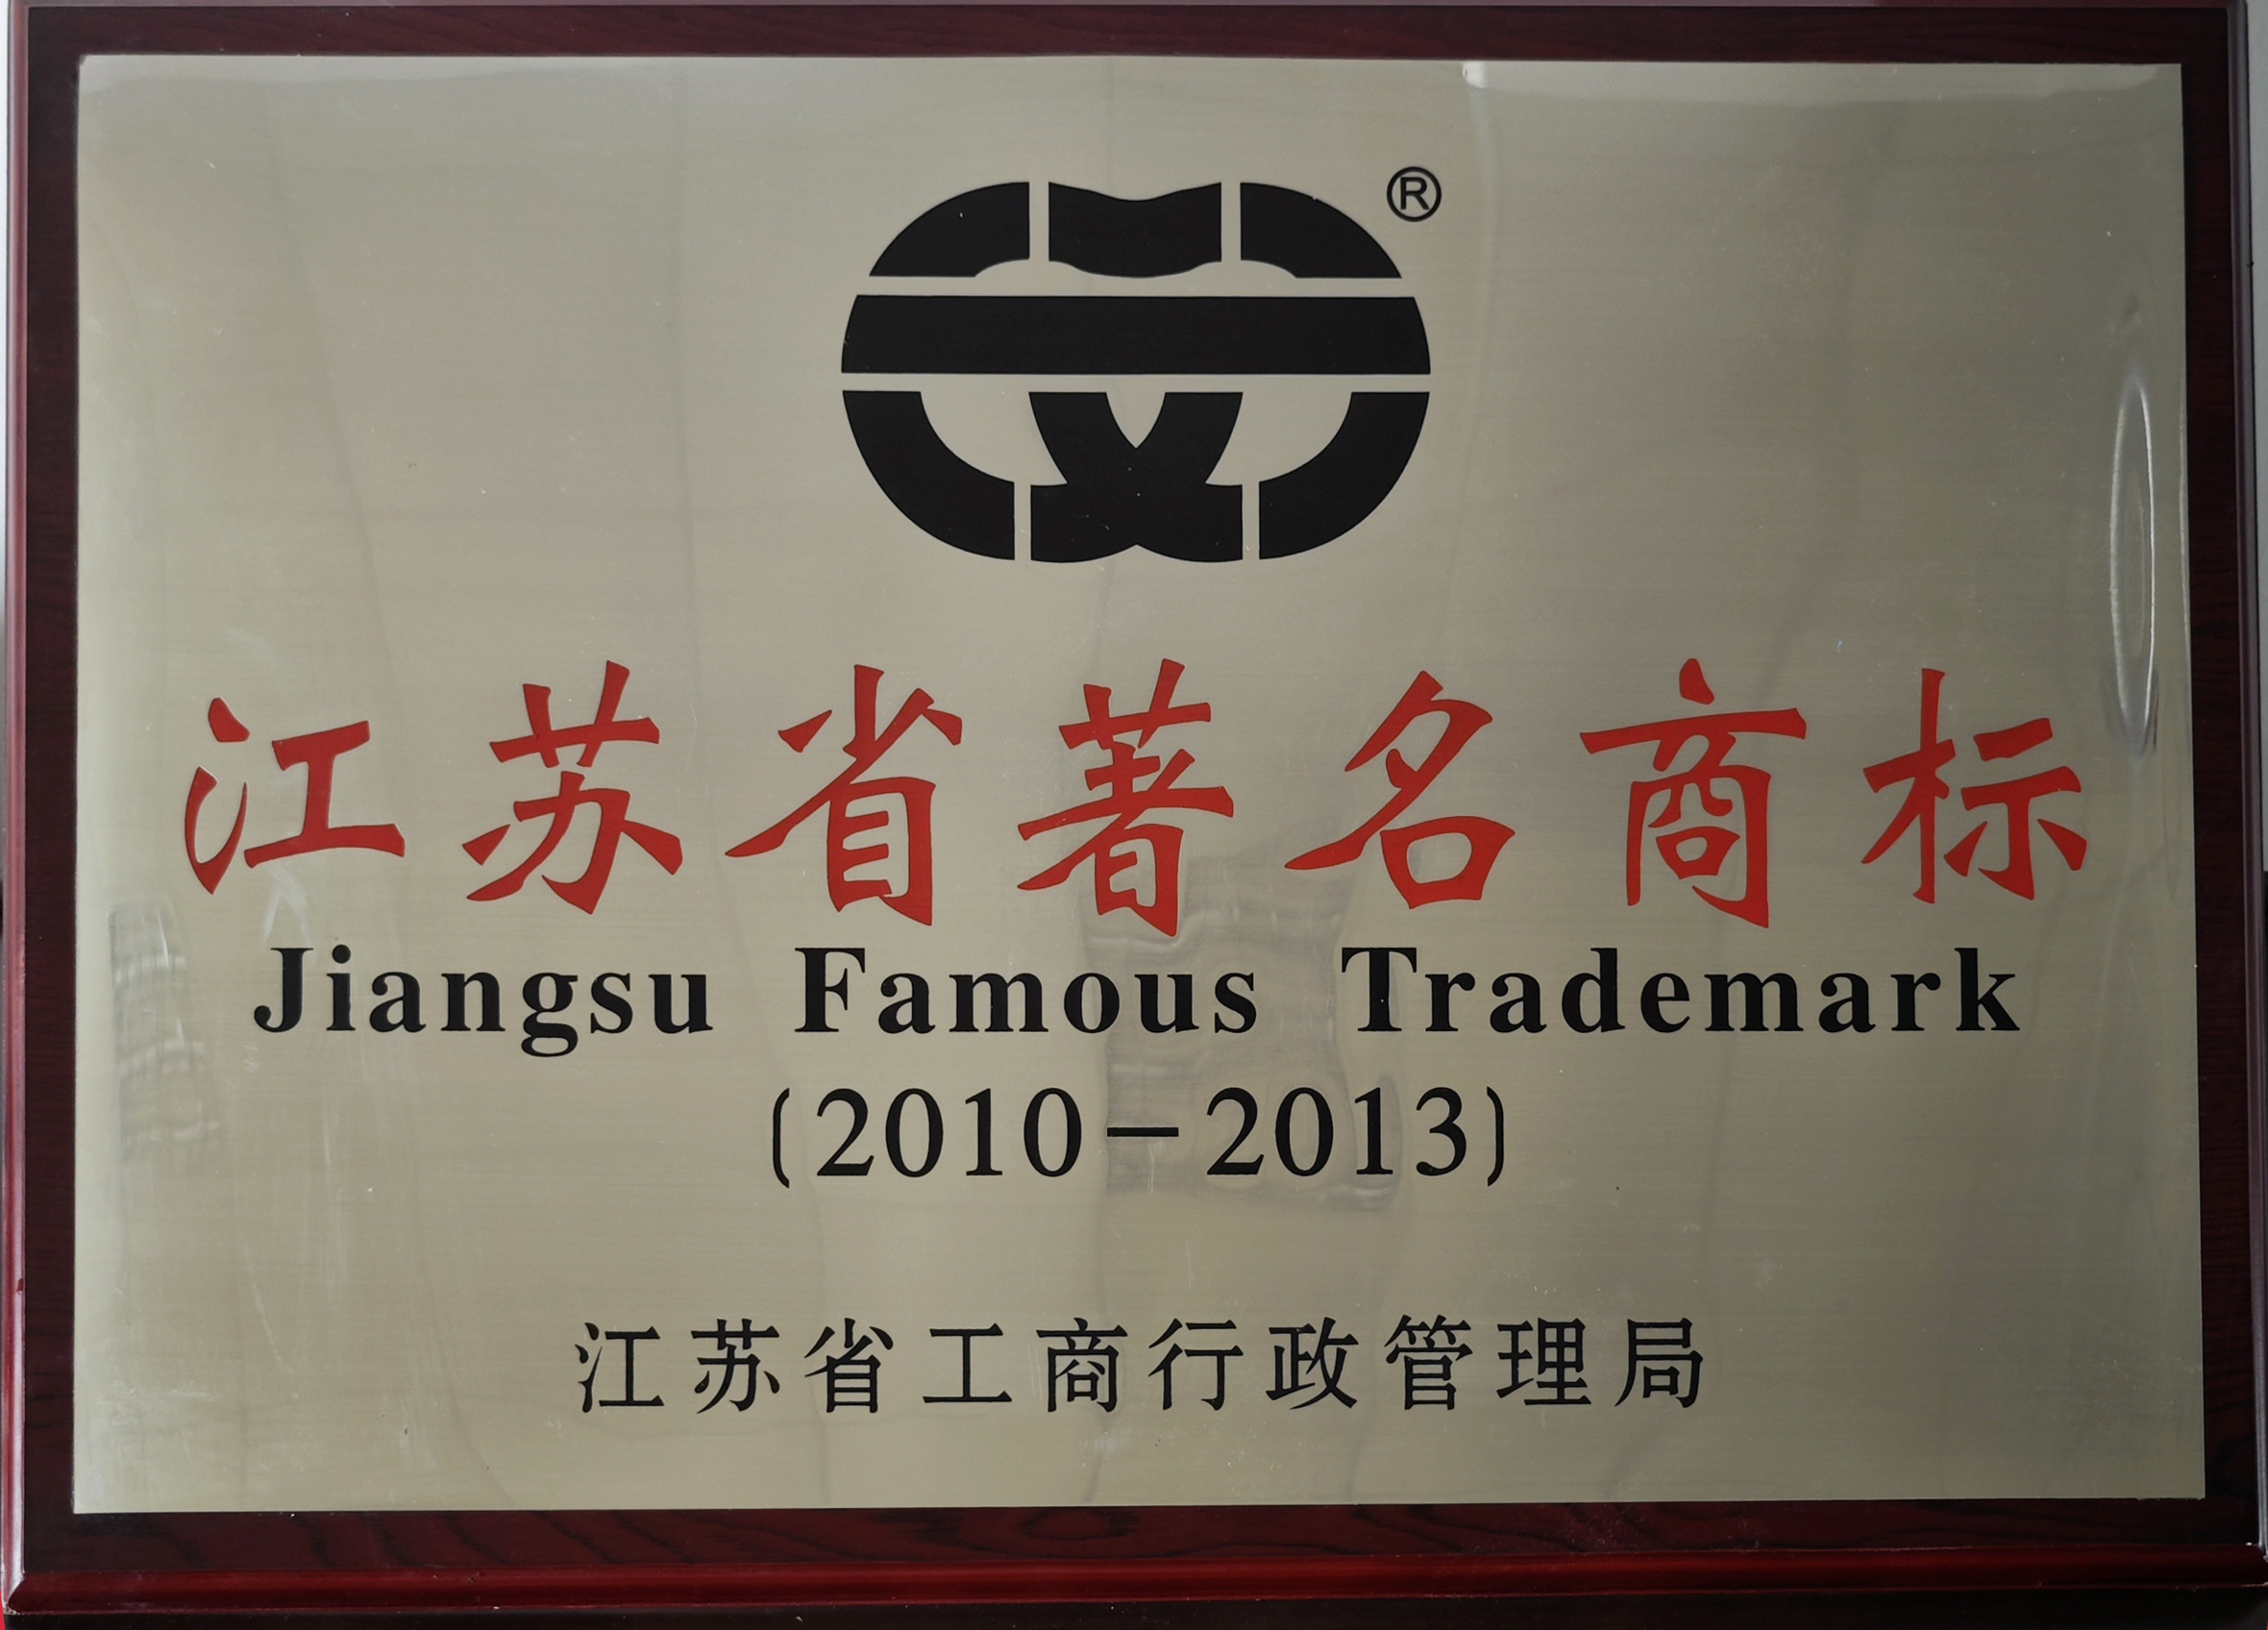 ®
江苏省著名商标
Jiangsu Famous Trademark
(2010-2013)
江苏省工商行政管理局